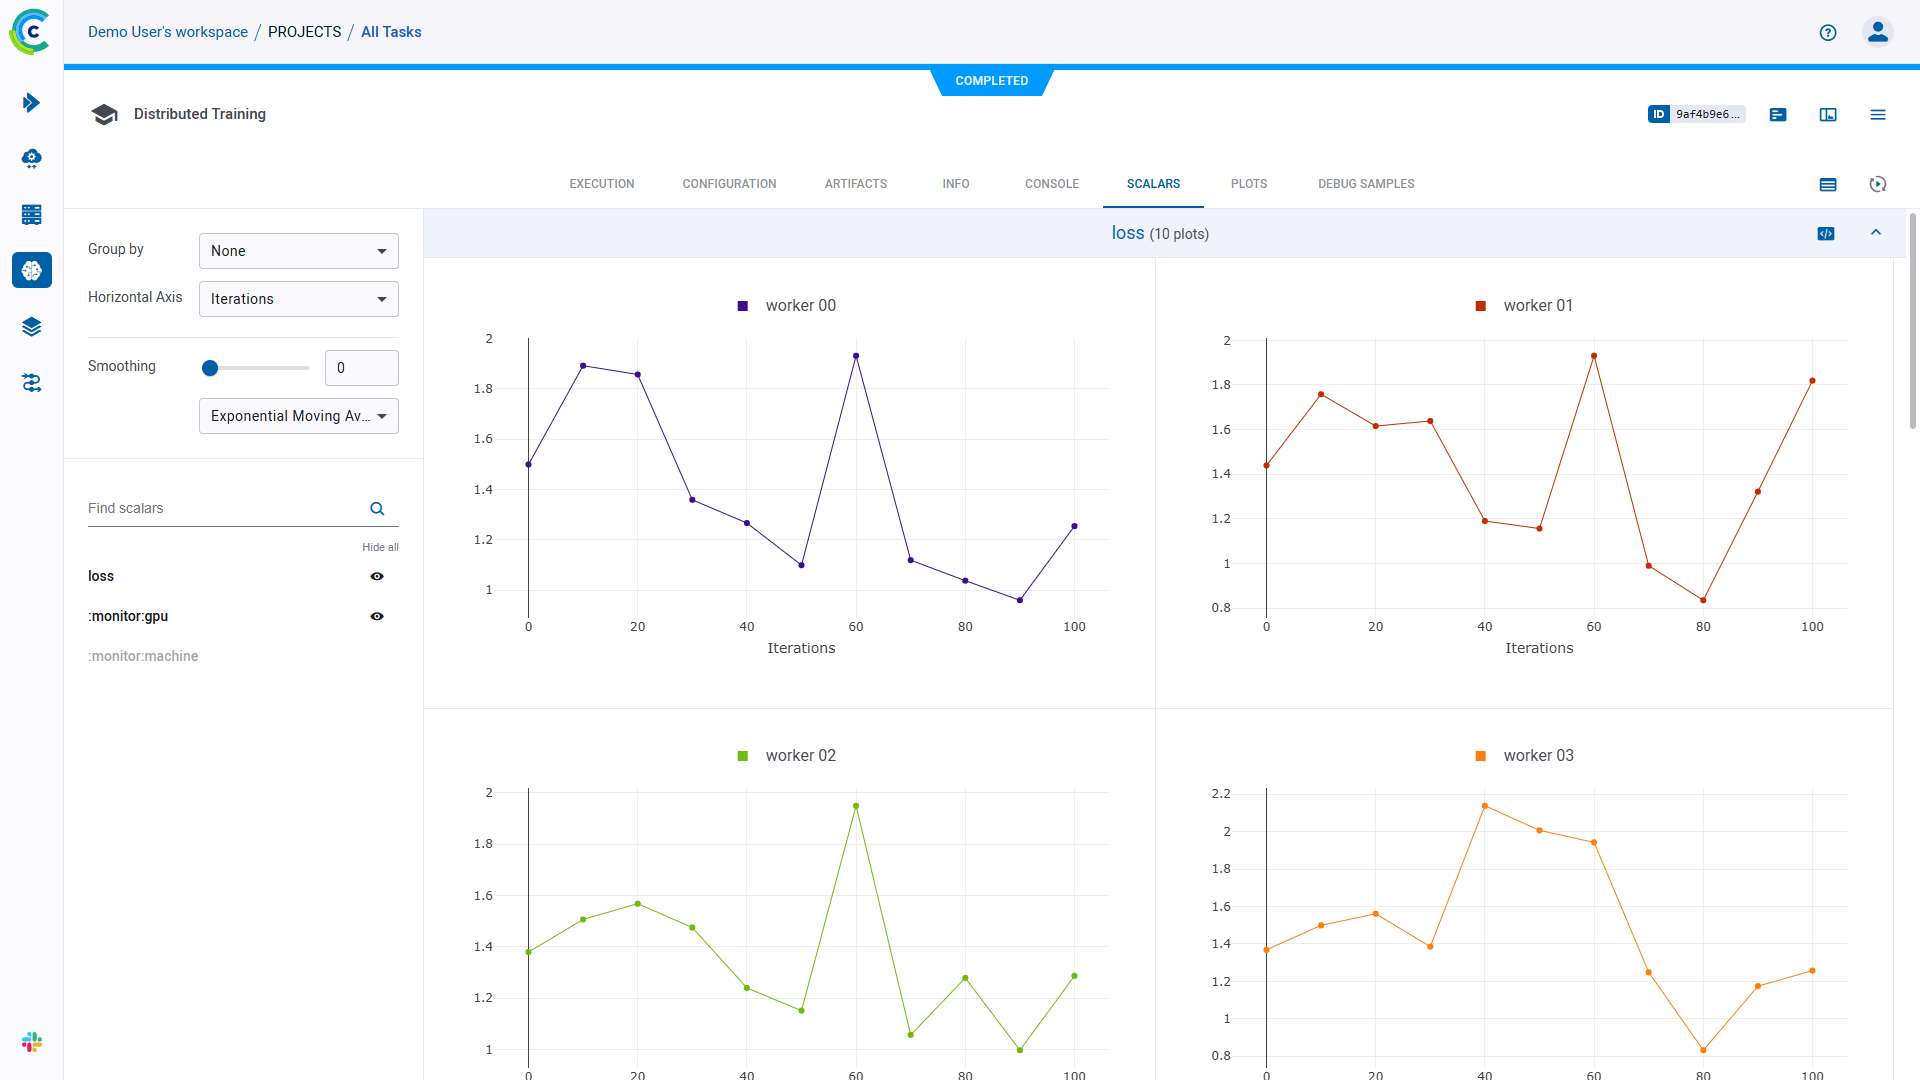 Demo User's workspace / PROJECTS / All Tasks
COMPLETED
Distributed Training
ID 9af4b9e6...
EXECUTION CONFIGURATION ARTIFACTS INFO CONSOLE SCALARS PLOTS DEBUG SAMPLES
Group by None
Horizontal Axis Iterations
Smoothing 0
Exponential Moving Av...
Find scalars
Hide all
loss
:monitor:gpu
:monitor:machine
loss (10 plots)
worker 00
2
1.8
1.6
1.4
1.2
1
0 20 40 60 80 100
Iterations
worker 01
2
1.8
1.6
1.4
1.2
1
0.8
0 20 40 60 80 100
Iterations
worker 02
2
1.8
1.6
1.4
1.2
1
0 20 40 60 80 100
worker 03
2.2
2
1.8
1.6
1.4
1.2
1
0.8
0 20 40 60 80 100